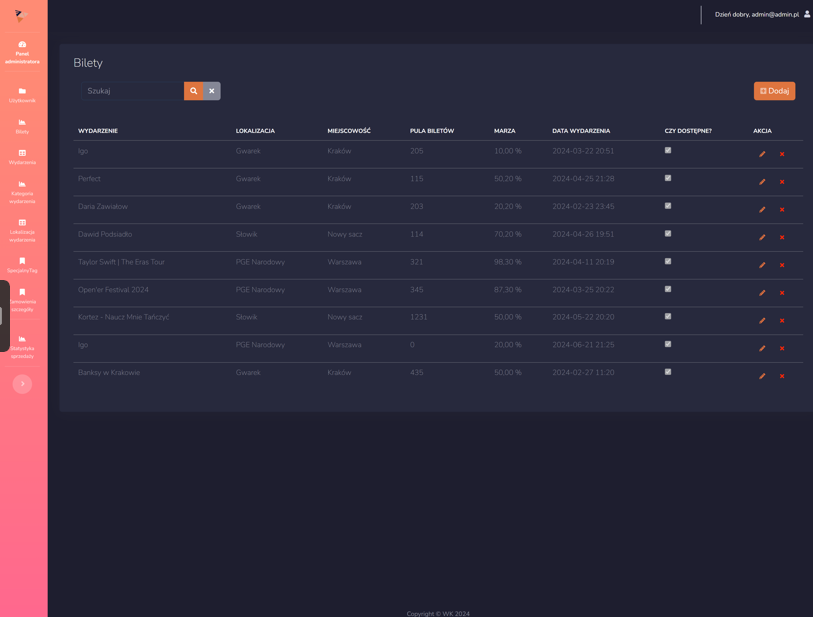 Dzień dobry, admin@admin.pl
Panel
administratora
Użytkownik
Bilety
Wydarzenia
Kategoria
wydarzenia
Lokalizacja
wydarzenia
SpecjalnyTag
Zamowienia
szczegóły
Statystyka
sprzedaży
Bilety
Szukaj
Dodaj
WYDARZENIE LOKALIZACJA MIEJSCOWOŚĆ PULA BILETÓW MARZA DATA WYDARZENIA CZY DOSTĘPNE? AKCJA
Igo Gwarek Kraków 205 10,00 % 2024-03-22 20:51
Perfect Gwarek Kraków 115 50,20 % 2024-04-25 21:28
Daria Zawiałow Gwarek Kraków 203 20,20 % 2024-02-23 23:45
Dawid Podsiadło Słowik Nowy sacz 114 70,20 % 2024-04-26 19:51
Taylor Swift | The Eras Tour PGE Narodowy Warszawa 321 98,30 % 2024-04-11 20:19
Open'er Festival 2024 PGE Narodowy Warszawa 345 87,30 % 2024-03-25 20:22
Kortez - Naucz Mnie Tańczyć Słowik Nowy sacz 1231 50,00 % 2024-05-22 20:20
Igo PGE Narodowy Warszawa 0 20,00 % 2024-06-21 21:25
Banksy w Krakowie Gwarek Kraków 435 50,00 % 2024-02-27 11:20
Copyright © WK 2024